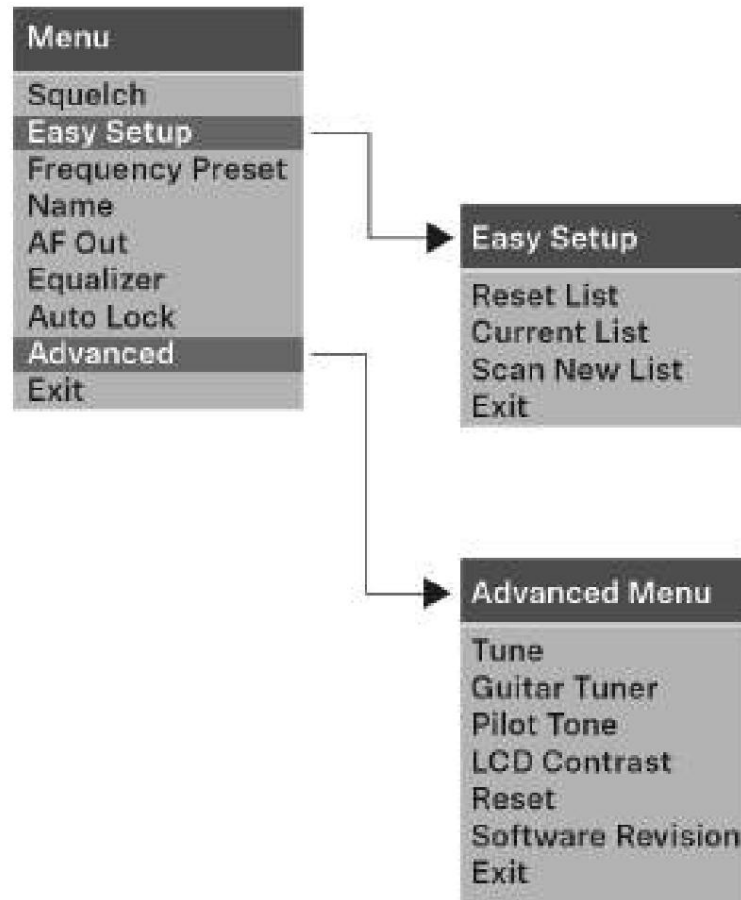 Menu
Squelch
Easy Setup
Frequency Preset
Name
AF Out
Equalizer
Auto Lock
Advanced
Exit
Easy Setup
Reset List
Current List
Scan New List
Exit
Advanced Menu
Tune
Guitar Tuner
Pilot Tone
LCD Contrast
Reset
Software Revision
Exit